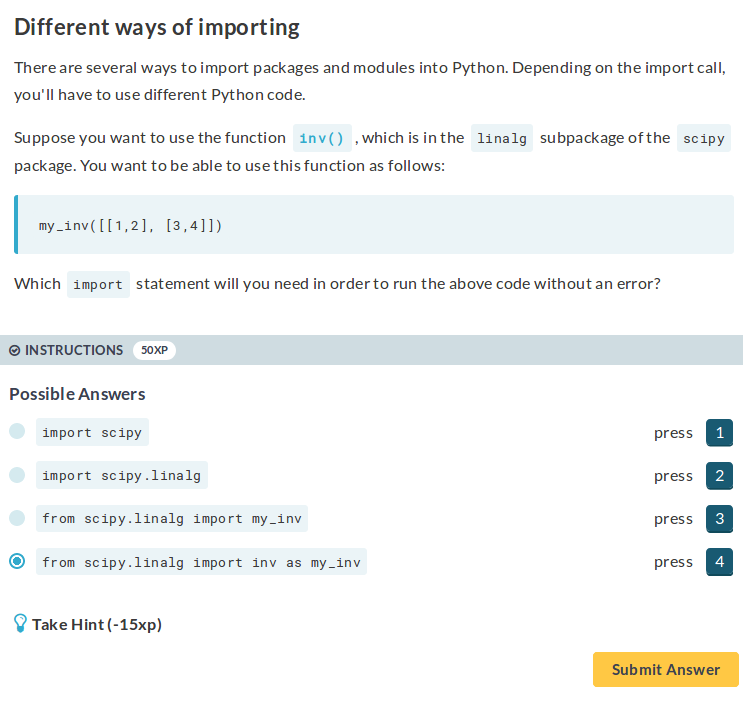 Different ways of importing
There are several ways to import packages and modules into Python. Depending on the import call,
you'll have to use different Python code.
Suppose you want to use the function inv() , which is in the linalg subpackage of the scipy
package. You want to be able to use this function as follows:
my_inv([[1,2], [3,4]])
Which import statement will you need in order to run the above code without an error?
INSTRUCTIONS 50XP
Possible Answers
import scipy press 1
import scipy.linalg press 2
from scipy.linalg import my_inv press 3
from scipy.linalg import inv as my_inv press 4
Take Hint (-15xp)
Submit Answer